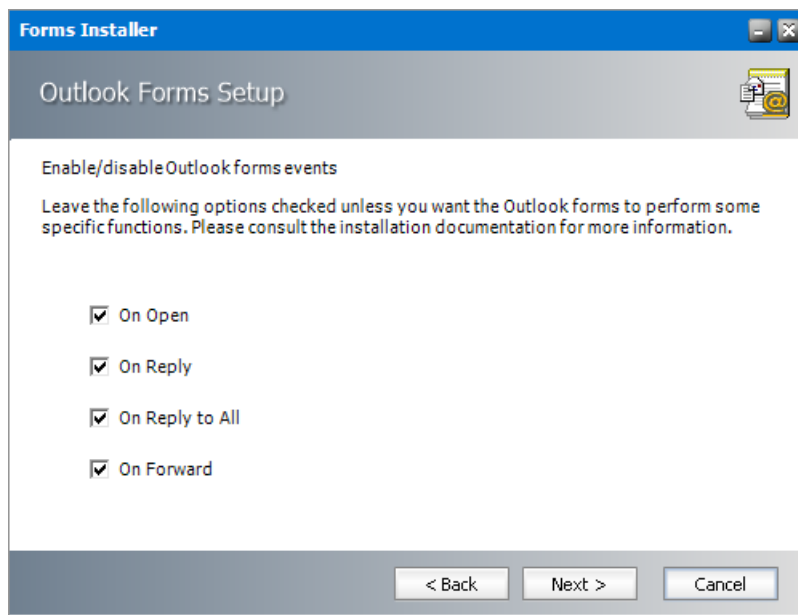 Forms Installer
Outlook Forms Setup
Enable/disable Outlook forms events
Leave the following options checked unless you want the Outlook forms to perform some
specific functions. Please consult the installation documentation for more information.
On Open
On Reply
On Reply to All
On Forward
< Back Next > Cancel